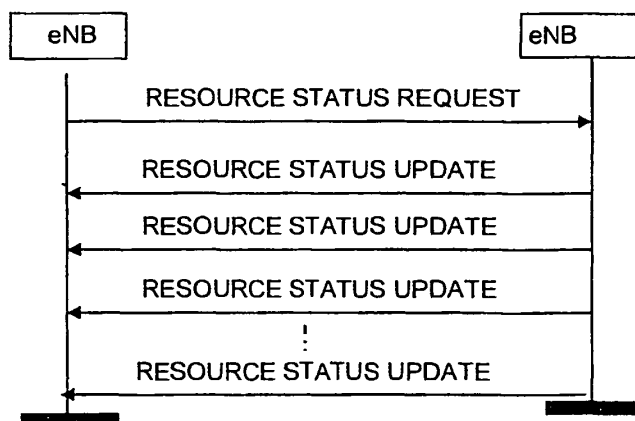 eNB
eNB
RESOURCE STATUS REQUEST
RESOURCE STATUS UPDATE
RESOURCE STATUS UPDATE
RESOURCE STATUS UPDATE
RESOURCE STATUS UPDATE